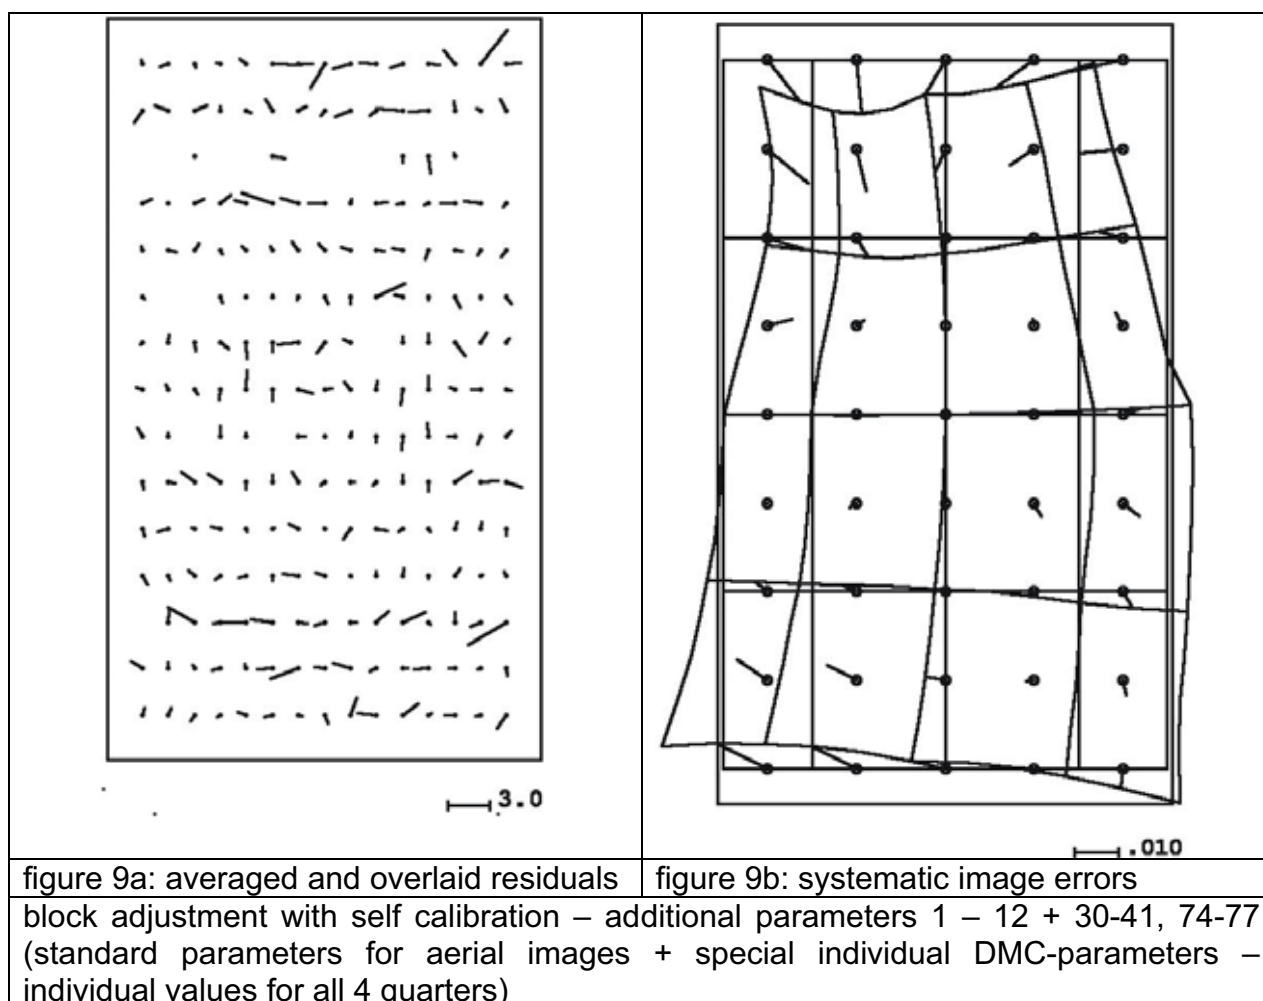 3.0
.010
figure 9a: averaged and overlaid residuals
figure 9b: systematic image errors
block adjustment with self calibration – additional parameters 1 – 12 + 30-41, 74-77
(standard parameters for aerial images + special individual DMC-parameters –
individual values for all 4 quarters)